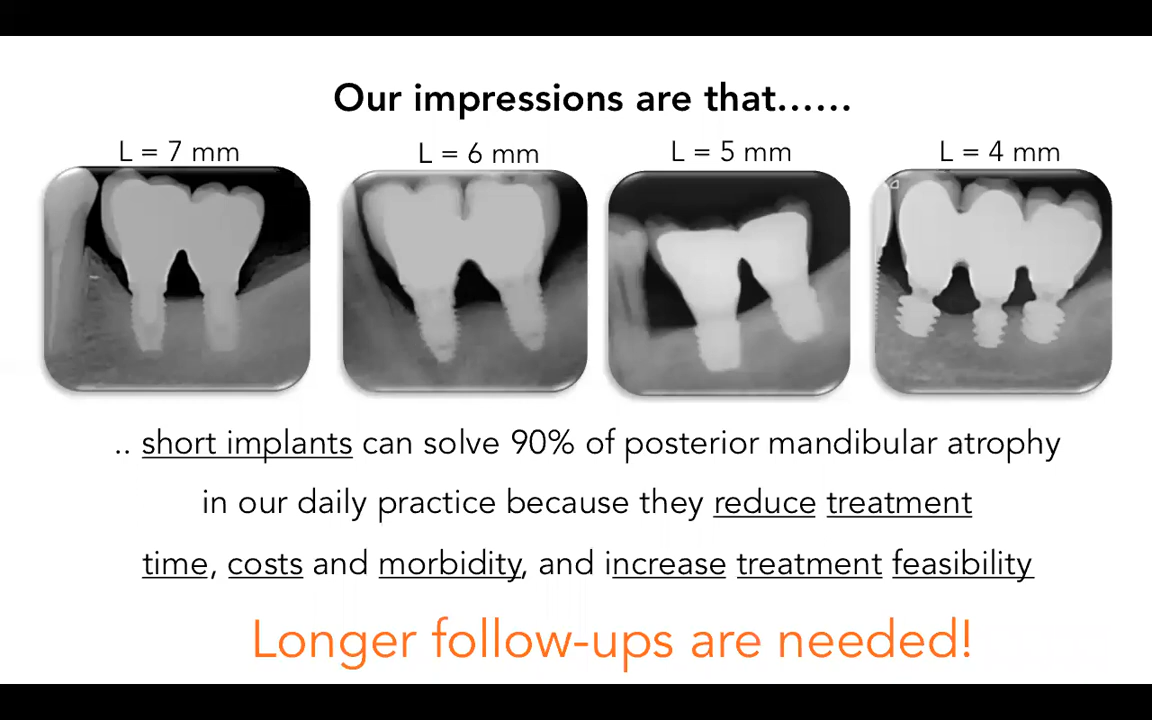 Our impressions are that……
L = 7 mm
L = 6 mm
L = 5 mm
L = 4 mm
.. short implants can solve 90% of posterior mandibular atrophy
in our daily practice because they reduce treatment
time, costs and morbidity, and increase treatment feasibility
Longer follow-ups are needed!